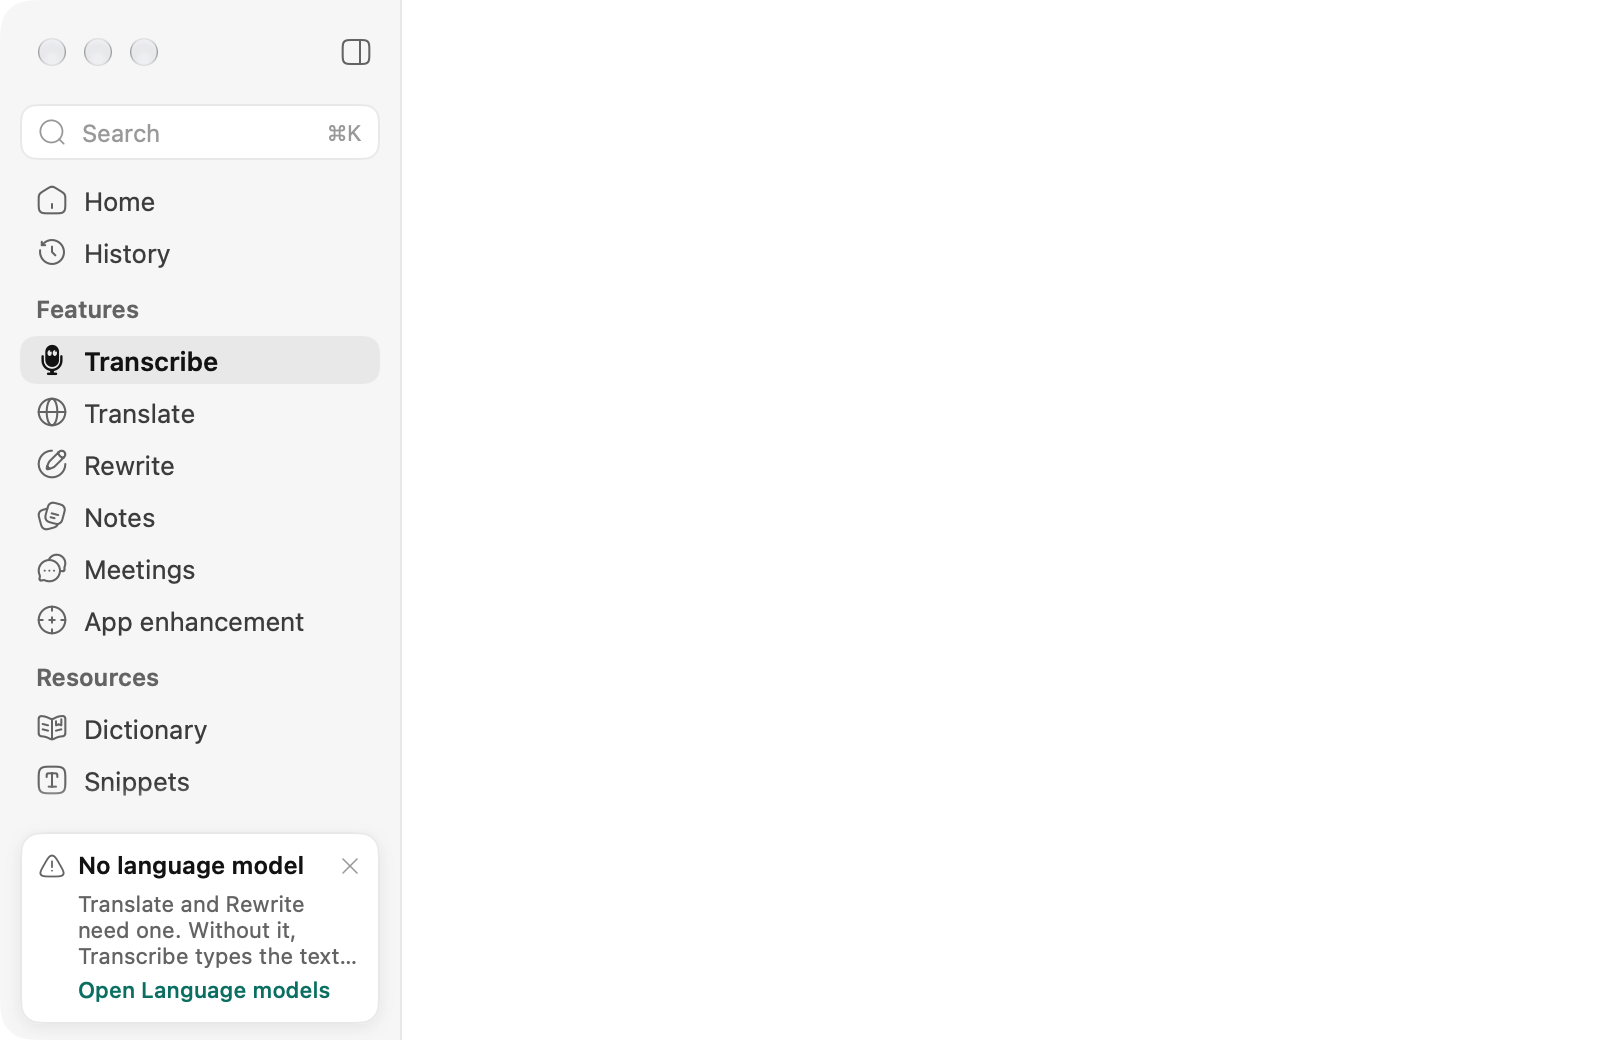 Search ⌘K
Home
History
Features
Transcribe
Translate
Rewrite
Notes
Meetings
App enhancement
Resources
Dictionary
Snippets
No language model
Translate and Rewrite
need one. Without it,
Transcribe types the text...
Open Language models